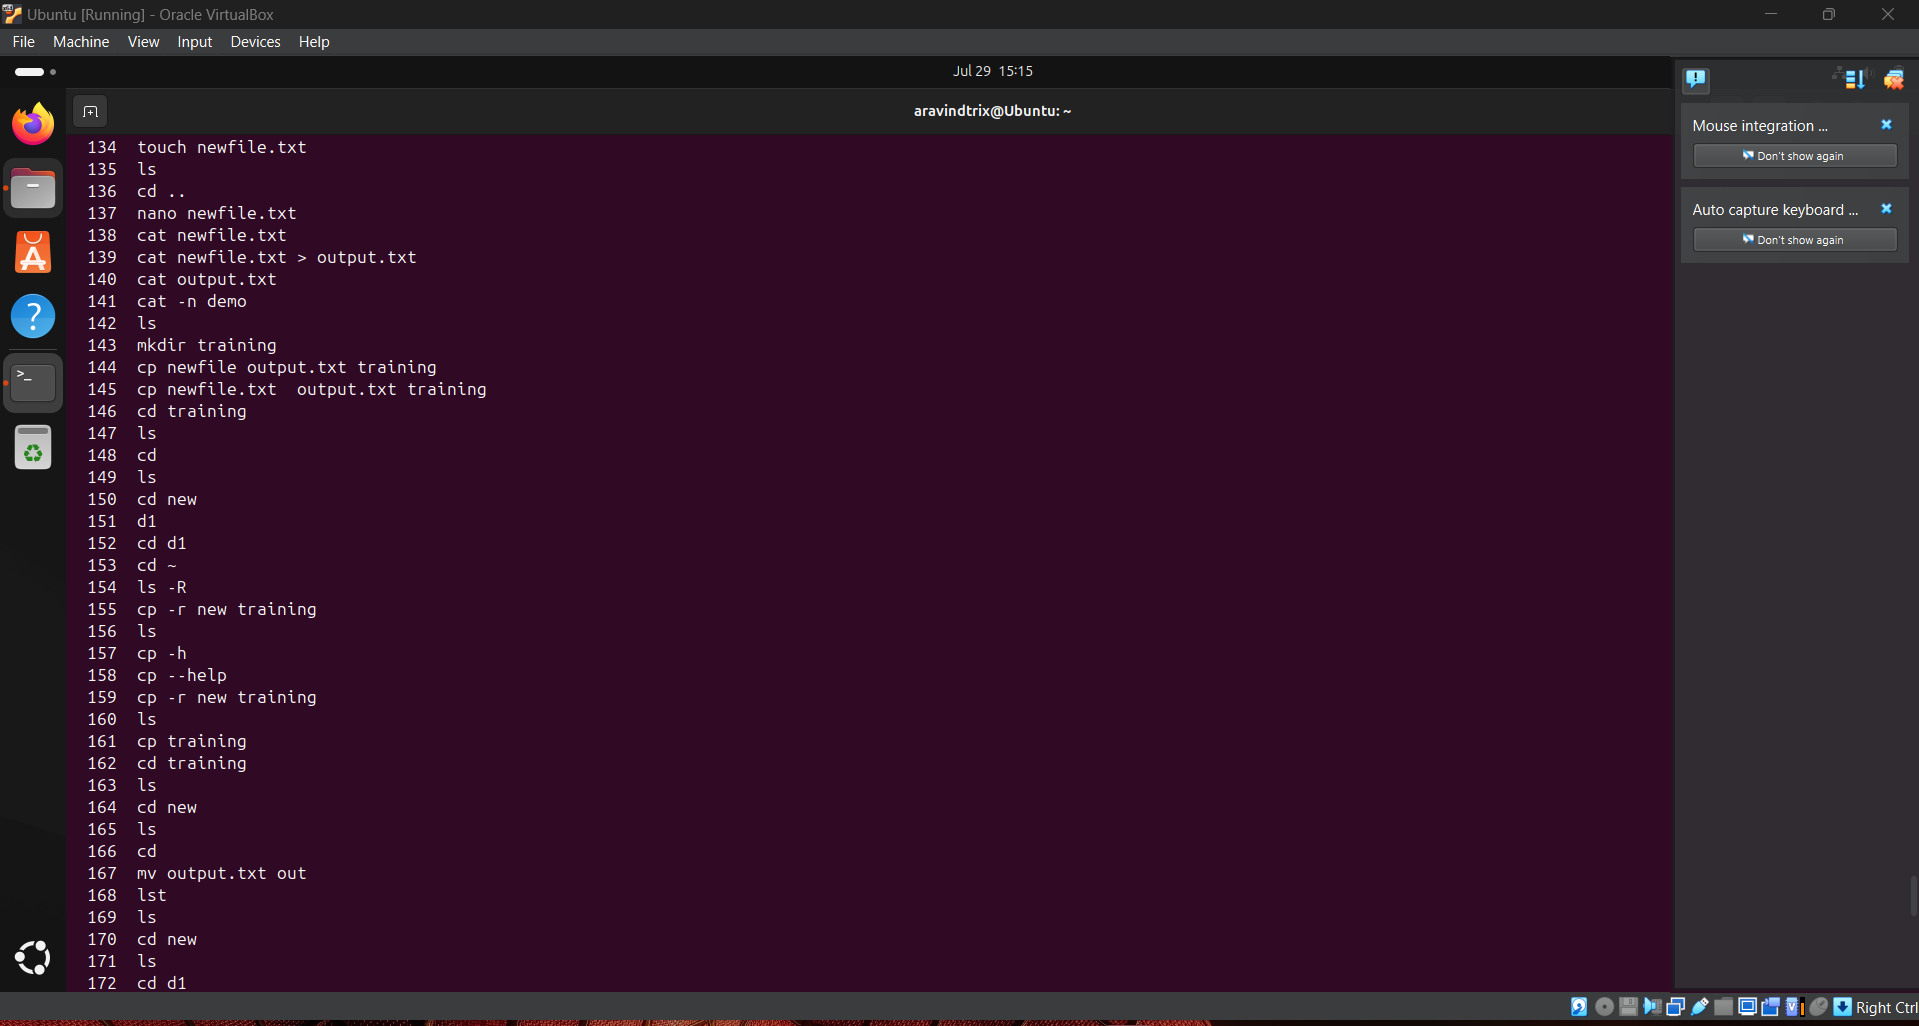 Ubuntu [Running] - Oracle VirtualBox
File Machine View Input Devices Help
Jul 29 15:15
aravindtrix@Ubuntu: ~
134 touch newfile.txt
135 ls
136 cd ..
137 nano newfile.txt
138 cat newfile.txt
139 cat newfile.txt > output.txt
140 cat output.txt
141 cat -n demo
142 ls
143 mkdir training
144 cp newfile output.txt training
145 cp newfile.txt  output.txt training
146 cd training
147 ls
148 cd
149 ls
150 cd new
151 d1
152 cd d1
153 cd ~
154 ls -R
155 cp -r new training
156 ls
157 cp -h
158 cp --help
159 cp -r new training
160 ls
161 cp training
162 cd training
163 ls
164 cd new
165 ls
166 cd
167 mv output.txt out
168 lst
169 ls
170 cd new
171 ls
172 cd d1
Mouse integration ...
Don't show again
Auto capture keyboard ...
Don't show again
Right Ctrl